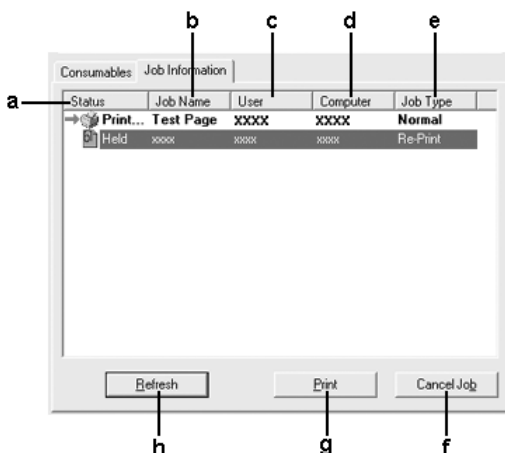 b c d e
Consumables Job Information
a Status Job Name User Computer Job Type
Print... Test Page xxxx xxxx Normal
Held xxxx xxxx xxxx Re-Print
Refresh Print Cancel Job
h g f